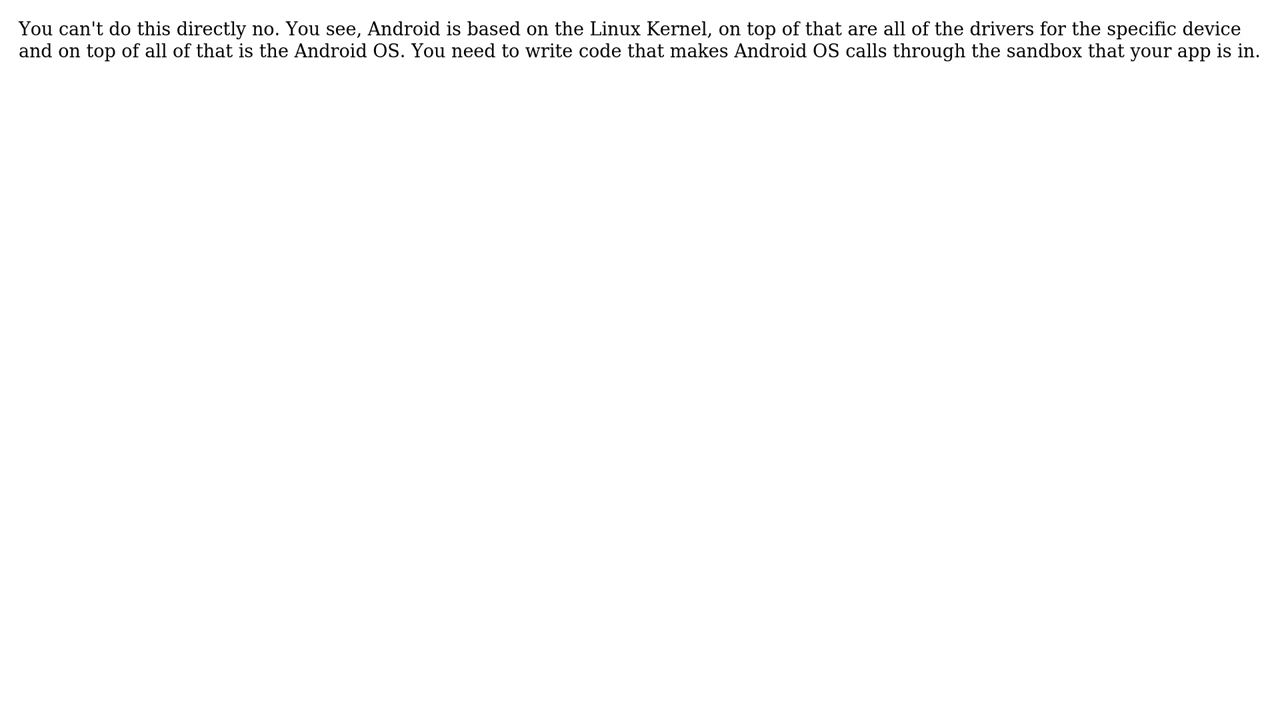 You can't do this directly no. You see, Android is based on the Linux Kernel, on top of that are all of the drivers for the specific device
and on top of all of that is the Android OS. You need to write code that makes Android OS calls through the sandbox that your app is in.